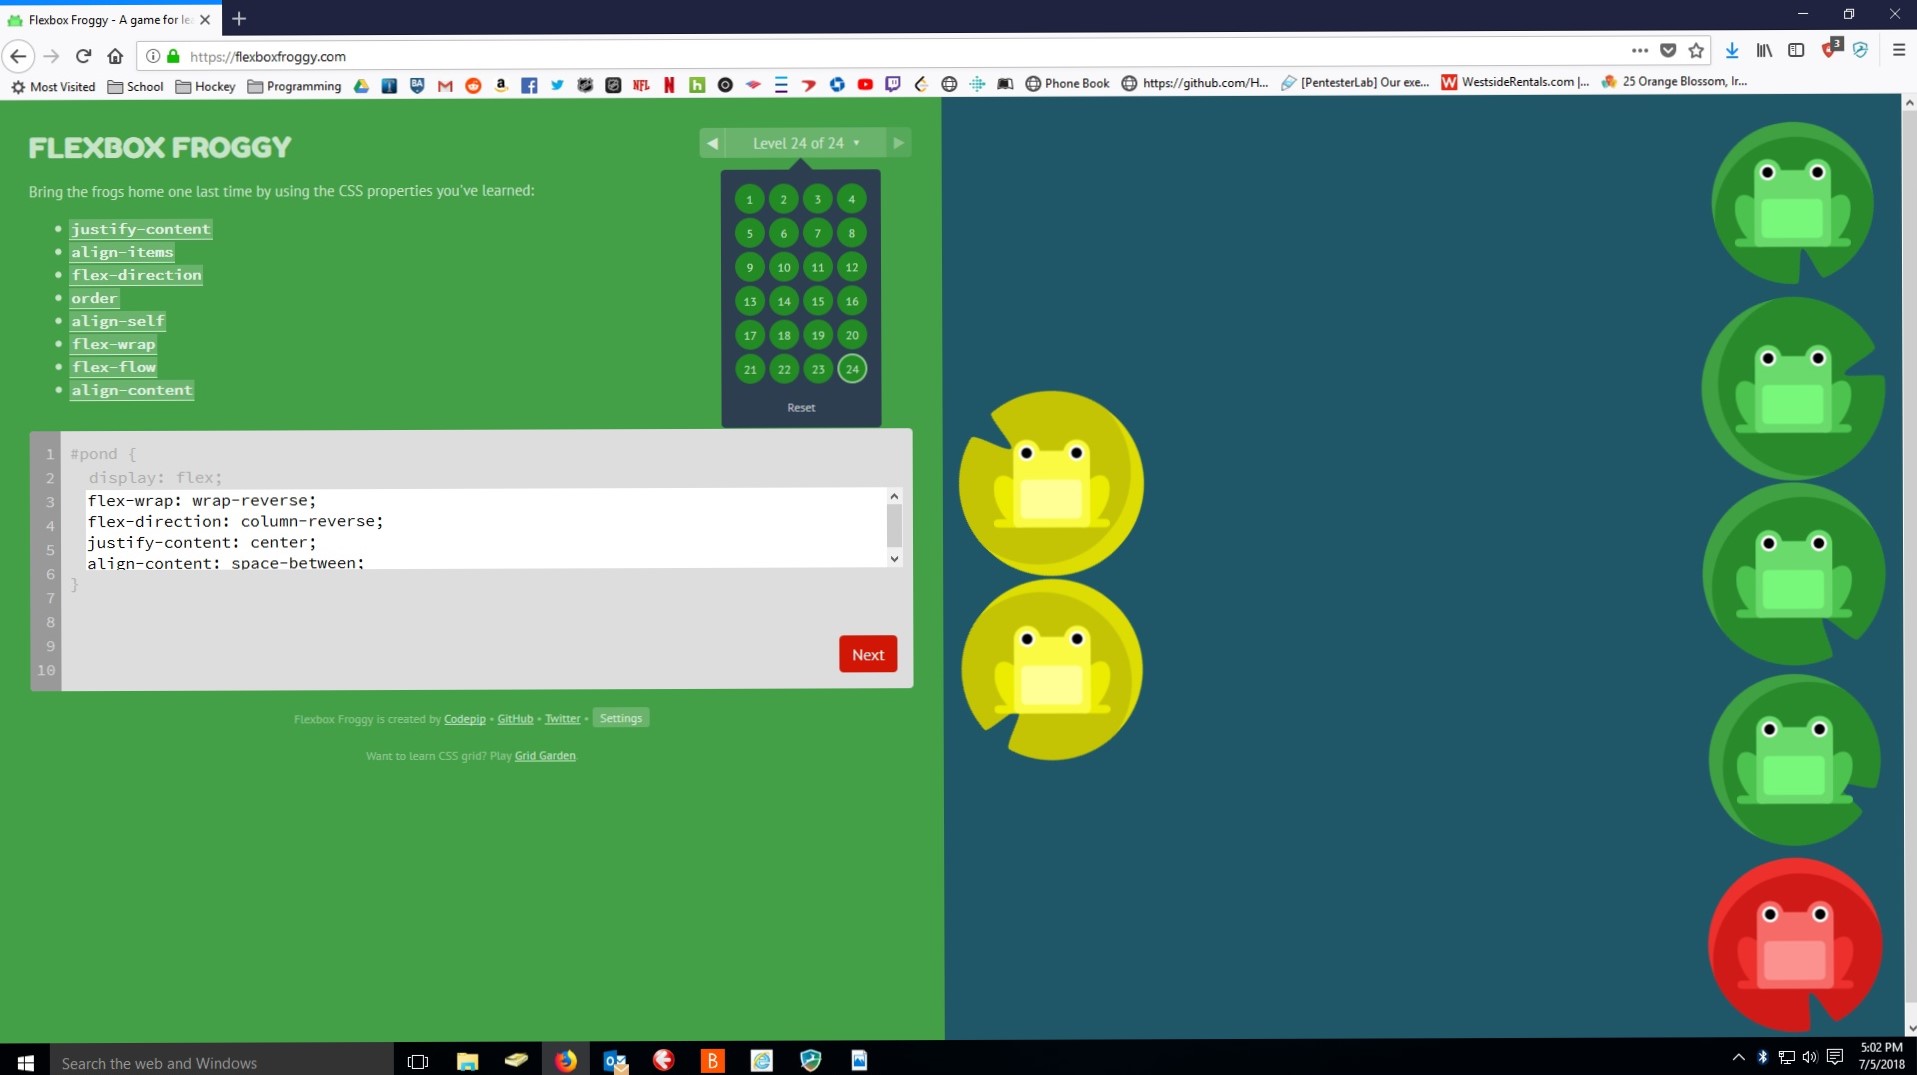 Flexbox Froggy - A game for lea
https://flexboxfroggy.com
3
Most Visited School Hockey Programming NFL Phone Book https://github.com/H... [PentesterLab] Our exe... WestsideRentals.com |... 25 Orange Blossom, Ir...
FLEXBOX FROGGY
Level 24 of 24
Bring the frogs home one last time by using the CSS properties you've learned:
justify-content
align-items
flex-direction
order
align-self
flex-wrap
flex-flow
align-content
1 2 3 4
5 6 7 8
9 10 11 12
13 14 15 16
17 18 19 20
21 22 23 24
Reset
1 #pond {
2 display: flex;
3 flex-wrap: wrap-reverse;
4 flex-direction: column-reverse;
5 justify-content: center;
6 align-content: space-between;
7 }
8
9
10
Next
Flexbox Froggy is created by Codepip • GitHub • Twitter • Settings
Want to learn CSS grid? Play Grid Garden.
Search the web and Windows
5:02 PM
7/5/2018